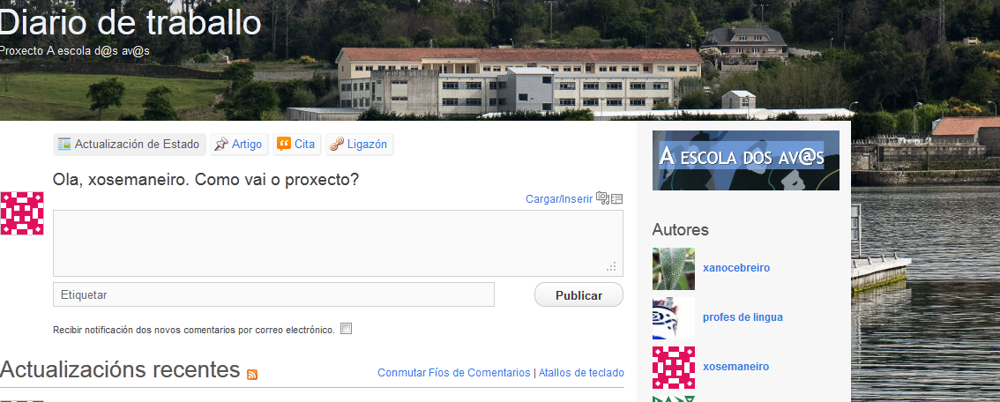 Diario de traballo
Proxecto A escola d@s av@s
Actualización de Estado Artigo Cita Ligazón
Ola, xosemaneiro. Como vai o proxecto?
Cargar/Inserir
Etiquetar
Publicar
Recibir notificación dos novos comentarios por correo electrónico.
Actualizacións recentes
Conmutar Fíos de Comentarios | Atallos de teclado
A ESCOLA DOS AV@S
Autores
xanocebreiro
profes de lingua
xosemaneiro